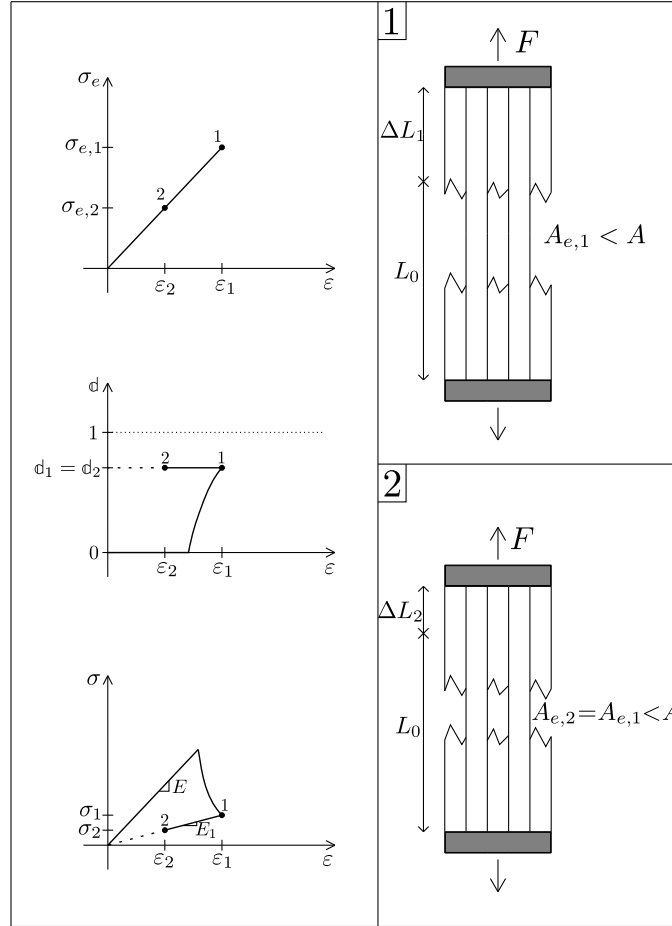 σ_e
σ_{e,1}
1
σ_{e,2}
2
ε_2
ε_1
ε
𝕕
1
𝕕_1 = 𝕕_2
2
1
0
ε_2
ε_1
ε
σ
E
σ_1
1
σ_2
2
E_1
ε_2
ε_1
ε
1
F
ΔL_1
L_0
A_{e,1} < A
2
F
ΔL_2
L_0
A_{e,2}=A_{e,1}<A